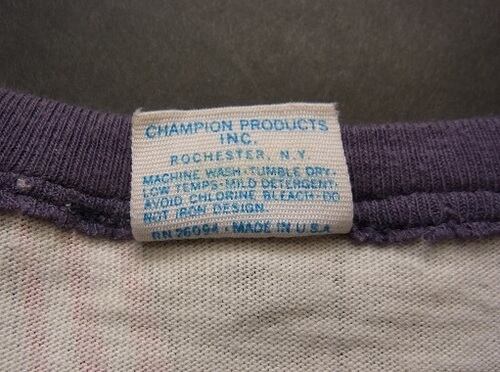 CHAMPION PRODUCTS
INC.
ROCHESTER, N.Y.
MACHINE WASH·TUMBLE DRY-
LOW TEMPS·MILD DETERGENT-
AVOID CHLORINE BLEACH-DO
NOT IRON DESIGN
RN 26094 · MADE IN U.S.A